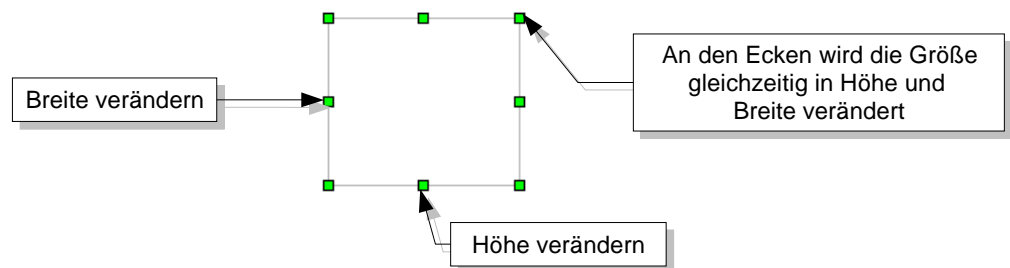 An den Ecken wird die Größe
gleichzeitig in Höhe und
Breite verändert
Breite verändern
Höhe verändern